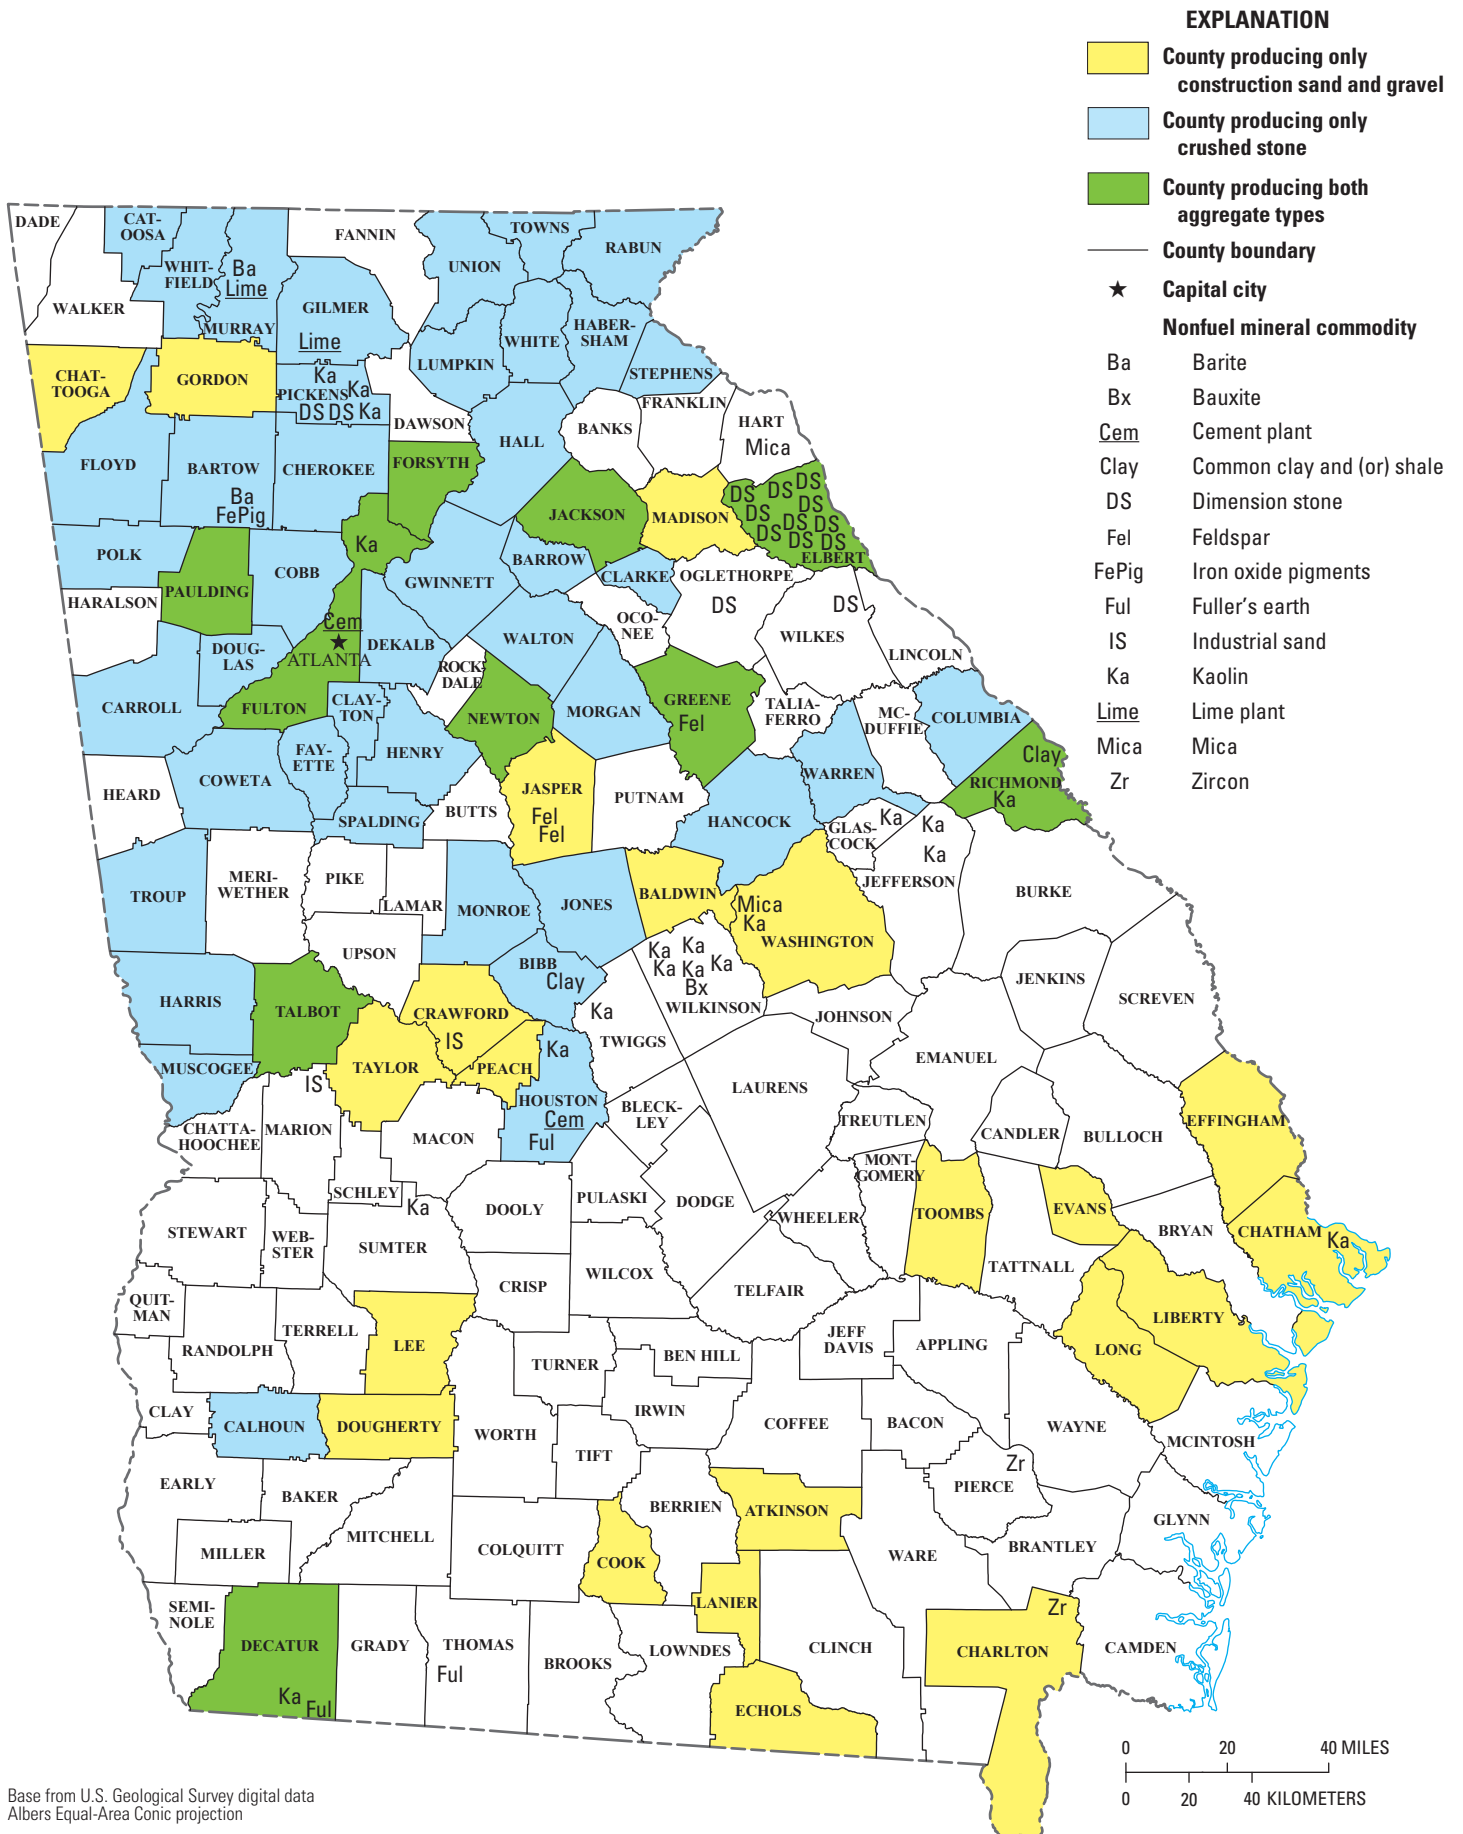 EXPLANATION
County producing only
construction sand and gravel
County producing only
crushed stone
County producing both
aggregate types
County boundary
★ Capital city
Nonfuel mineral commodity
Ba Barite
Bx Bauxite
Cem Cement plant
Clay Common clay and (or) shale
DS Dimension stone
Fel Feldspar
FePig Iron oxide pigments
Ful Fuller's earth
IS Industrial sand
Ka Kaolin
Lime Lime plant
Mica Mica
Zr Zircon
DADE
CAT-
OOSA
FANNIN
TOWNS
RABUN
UNION
WHIT-
FIELD
Ba
Lime
MURRAY
WALKER
GILMER
Lime
WHITE
HABER-
SHAM
LUMPKIN
STEPHENS
CHAT-
TOOGA
GORDON
Ka
PICKENS
Ka
DS DS Ka
DAWSON
FRANKLIN
HART
Mica
BANKS
HALL
FLOYD
BARTOW
Ba
FePig
CHEROKEE
FORSYTH
JACKSON
MADISON
DS DS DS
DS DS
DS DS
DS DS DS
ELBERT
POLK
PAULDING
COBB
Ka
GWINNETT
BARROW
CLARKE
OGLETHORPE
DS
DS
WILKES
HARALSON
OCO-
NEE
LINCOLN
DOUG-
LAS
Cem
★
ATLANTA
DEKALB
WALTON
ROCK-
DALE
CARROLL
FULTON
CLAY-
TON
NEWTON
MORGAN
GREENE
Fel
TALIA-
FERRO
MC-
DUFFIE
COLUMBIA
Clay
RICHMOND
Ka
HEARD
COWETA
FAY-
ETTE
HENRY
SPALDING
BUTTS
JASPER
Fel
Fel
PUTNAM
HANCOCK
WARREN
GLAS-
COCK
Ka
Ka
Ka
JEFFERSON
BURKE
TROUP
MERI-
WETHER
PIKE
LAMAR
MONROE
JONES
BALDWIN
Mica
Ka
WASHINGTON
UPSON
BIBB
Clay
Ka Ka
Ka Ka Ka
Bx
WILKINSON
JENKINS
SCREVEN
HARRIS
TALBOT
CRAWFORD
IS
Ka
TWIGGS
JOHNSON
EMANUEL
MUSCOGEE
IS
TAYLOR
PEACH
Ka
HOUSTON
Cem
Ful
LAURENS
BLECK-
LEY
TREUTLEN
CANDLER
BULLOCH
EFFINGHAM
CHATTA-
HOOCHEE
MARION
MACON
SCHLEY
Ka
DOOLY
PULASKI
DODGE
MONT-
GOMERY
WHEELER
TOOMBS
EVANS
BRYAN
CHATHAM
Ka
STEWART
WEB-
STER
SUMTER
CRISP
WILCOX
TELFAIR
TATTNALL
LIBERTY
LONG
QUIT-
MAN
RANDOLPH
TERRELL
LEE
TURNER
BEN HILL
JEFF
DAVIS
APPLING
CLAY
CALHOUN
DOUGHERTY
WORTH
IRWIN
TIFT
COFFEE
BACON
WAYNE
MCINTOSH
EARLY
BAKER
MITCHELL
MILLER
COLQUITT
COOK
BERRIEN
ATKINSON
Zr
PIERCE
WARE
BRANTLEY
GLYNN
SEMI-
NOLE
DECATUR
Ka
Ful
GRADY
THOMAS
Ful
BROOKS
LANIER
LOWNDES
ECHOLS
CLINCH
Zr
CHARLTON
CAMDEN
0 20 40 MILES
0 20 40 KILOMETERS
Base from U.S. Geological Survey digital data
Albers Equal-Area Conic projection